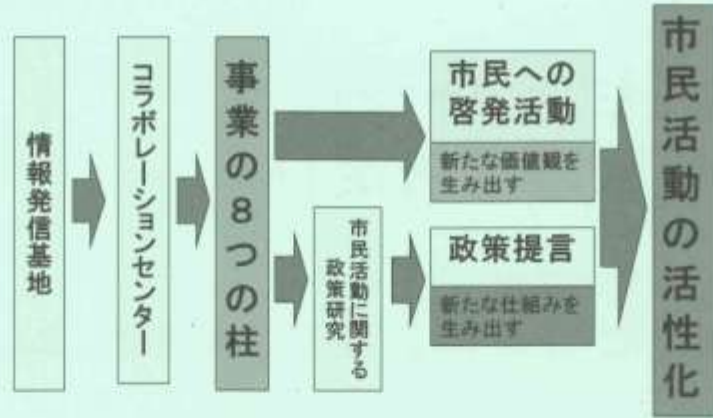 情報発信基地
コラボレーションセンター
事業の8つの柱
市民への
啓発活動
新たな価値観を
生み出す
市民活動に関する
政策研究
政策提言
新たな仕組みを
生み出す
市民活動の活性化